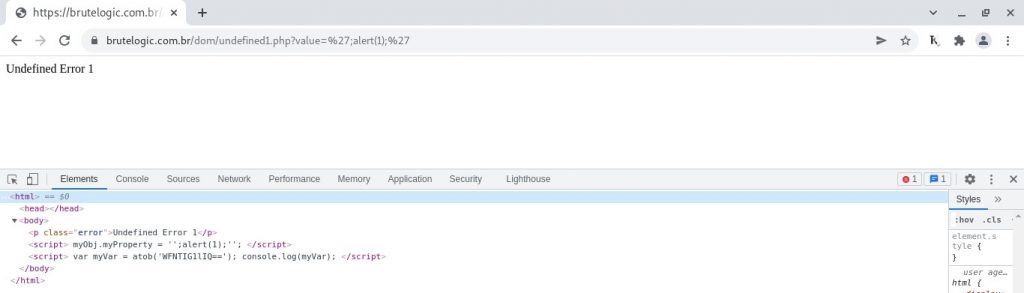 https://brutelogic.com.br/
brutelogic.com.br/dom/undefined1.php?value=%27;alert(1);%27
Undefined Error 1
Elements Console Sources Network Performance Memory Application Security Lighthouse 1 1
<html> == $0
<head></head>
<body>
<p class="error">Undefined Error 1</p>
<script> myObj.myProperty = '';alert(1);''; </script>
<script> var myVar = atob('WFNTIG1lIQ=='); console.log(myVar); </script>
</body>
</html>
Styles
:hov .cls
element.s
tyle {
}
user age…
html {